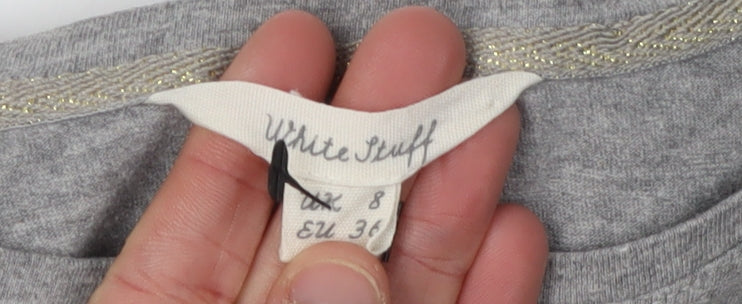 White Stuff
UK 8
EU 36